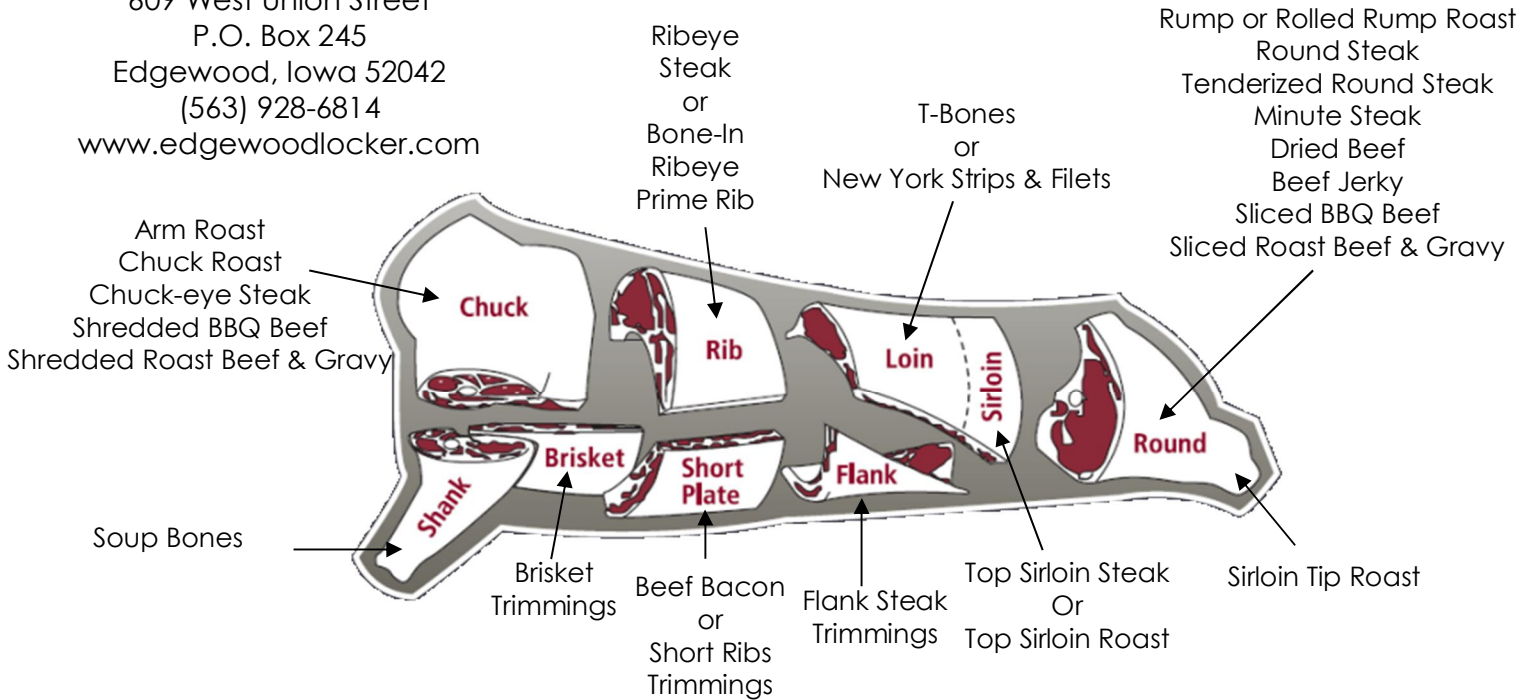 609 West Union Street
P.O. Box 245
Edgewood, Iowa 52042
(563) 928-6814
www.edgewoodlocker.com
Ribeye
Steak
or
Bone-In
Ribeye
Prime Rib
T-Bones
or
New York Strips & Filets
Rump or Rolled Rump Roast
Round Steak
Tenderized Round Steak
Minute Steak
Dried Beef
Beef Jerky
Sliced BBQ Beef
Sliced Roast Beef & Gravy
Arm Roast
Chuck Roast
Chuck-eye Steak
Shredded BBQ Beef
Shredded Roast Beef & Gravy
Chuck
Rib
Loin
Sirloin
Round
Shank
Brisket
Short
Plate
Flank
Soup Bones
Brisket
Trimmings
Beef Bacon
or
Short Ribs
Trimmings
Flank Steak
Trimmings
Top Sirloin Steak
Or
Top Sirloin Roast
Sirloin Tip Roast